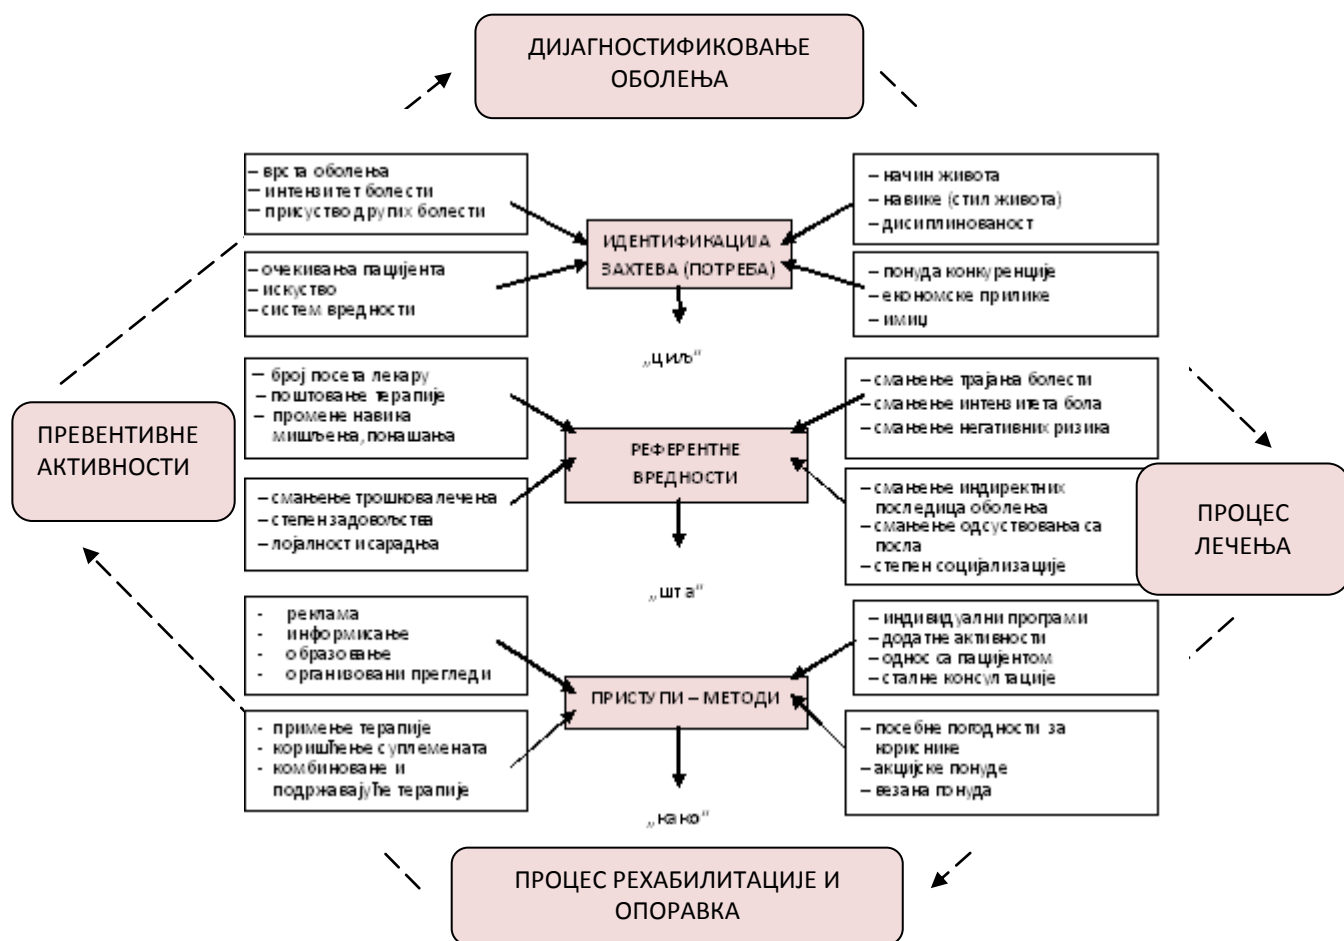 ДИЈАГНОСТИФИКОВАЊЕ
ОБОЛЕЊА
– врста оболења
– интензитет болести
– присуство других болести
– начин живота
– навике (стил живота)
– дисиплинованост
ИДЕНТИФИКАЦИЈА
ЗАХТЕВА (ПОТРЕБА)
– очекивања пацијента
– искуство
– систем вредности
– понуда конкуренције
– економске прилике
– имиџ
„циљ“
– број посета лекару
– поштовање терапије
– промене навика
мишљења, понашања
– смањење трајања болести
– смањење интензитета бола
– смањење негативних ризика
ПРЕВЕНТИВНЕ
АКТИВНОСТИ
РЕФЕРЕНТНЕ
ВРЕДНОСТИ
– смањење трошкова лечења
– степен задовољства
– лојалност и сарадња
– смањење индиректних
последица оболења
– смањење одсуствовања са
посла
– степен социјализације
ПРОЦЕС
ЛЕЧЕЊА
„шта“
- реклама
- информисање
- образовање
- организовани прегледи
– индивидуални програми
– додатне активности
– однос са пацијентом
– сталне консултације
ПРИСТУПИ – МЕТОДИ
- примење терапије
- коришћење суплемената
- комбиноване и
подржавајуће терапије
– посебне погодности за
кориснике
– акцијске понуде
– везана понуда
„како“
ПРОЦЕС РЕХАБИЛИТАЦИЈЕ И
ОПОРАВКА